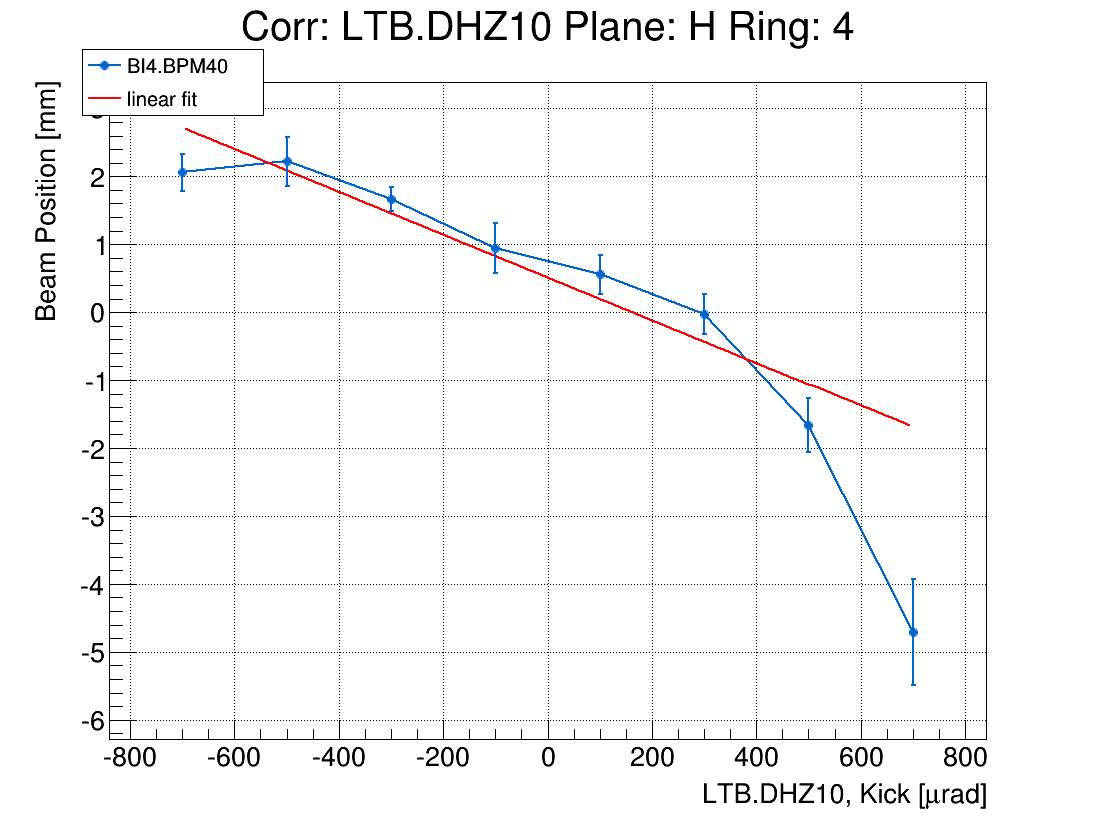 Corr: LTB.DHZ10 Plane: H Ring: 4
BI4.BPM40
linear fit
Beam Position [mm]
2
1
0
-1
-2
-3
-4
-5
-6
-800 -600 -400 -200 0 200 400 600 800
LTB.DHZ10, Kick [μrad]